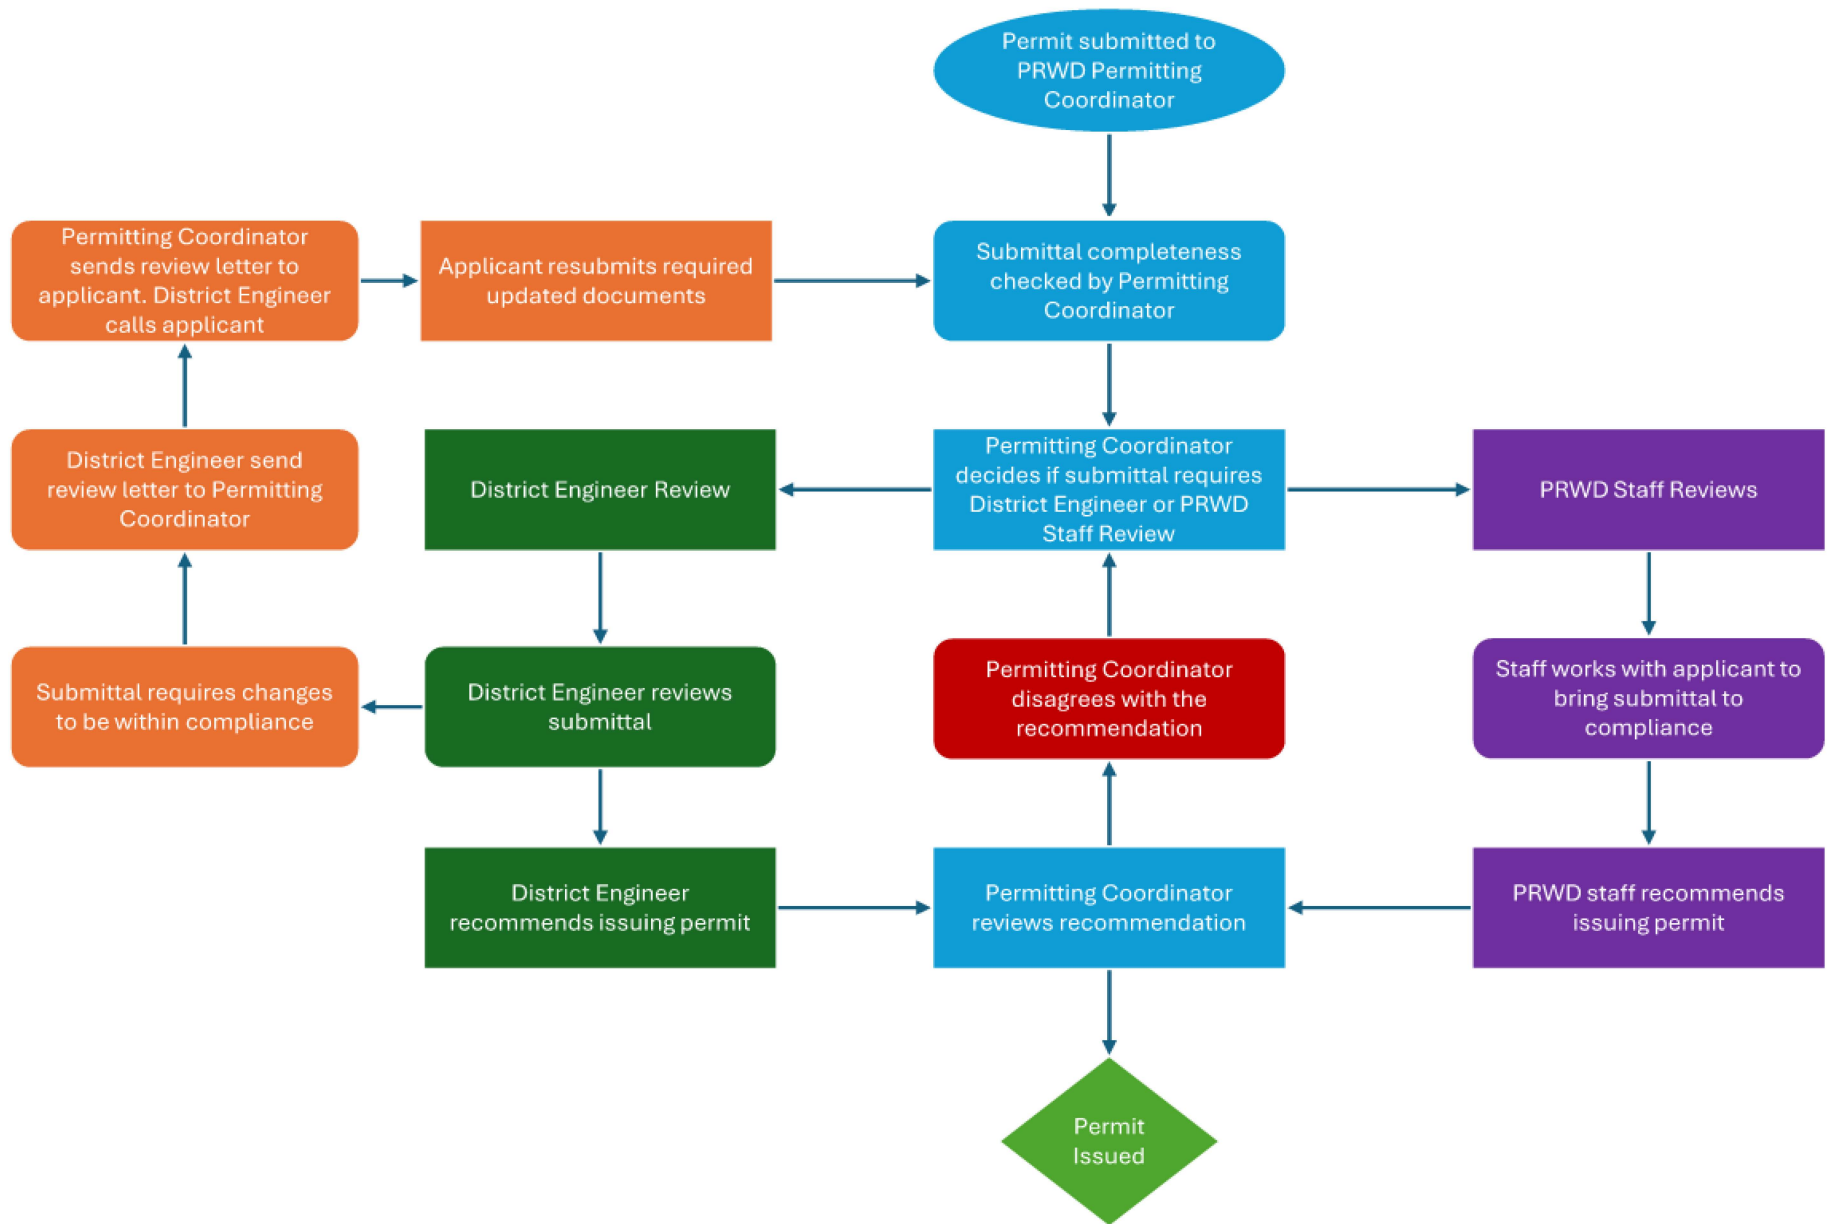 Permit submitted to
PRWD Permitting
Coordinator
Permitting Coordinator
sends review letter to
applicant. District Engineer
calls applicant
Applicant resubmits required
updated documents
Submittal completeness
checked by Permitting
Coordinator
District Engineer send
review letter to Permitting
Coordinator
District Engineer Review
Permitting Coordinator
decides if submittal requires
District Engineer or PRWD
Staff Review
PRWD Staff Reviews
Submittal requires changes
to be within compliance
District Engineer reviews
submittal
Permitting Coordinator
disagrees with the
recommendation
Staff works with applicant to
bring submittal to
compliance
District Engineer
recommends issuing permit
Permitting Coordinator
reviews recommendation
PRWD staff recommends
issuing permit
Permit
Issued